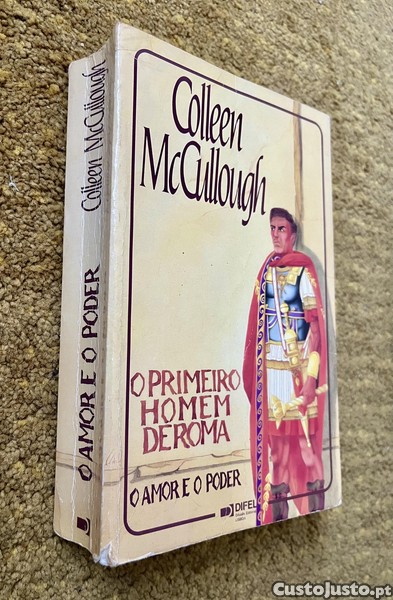 Colleen
McCullough
O PRIMEIRO
HOMEM
DE ROMA
O AMOR E O PODER
DIFEL
O AMOR E O PODER Colleen McCullough
CustoJusto.pt